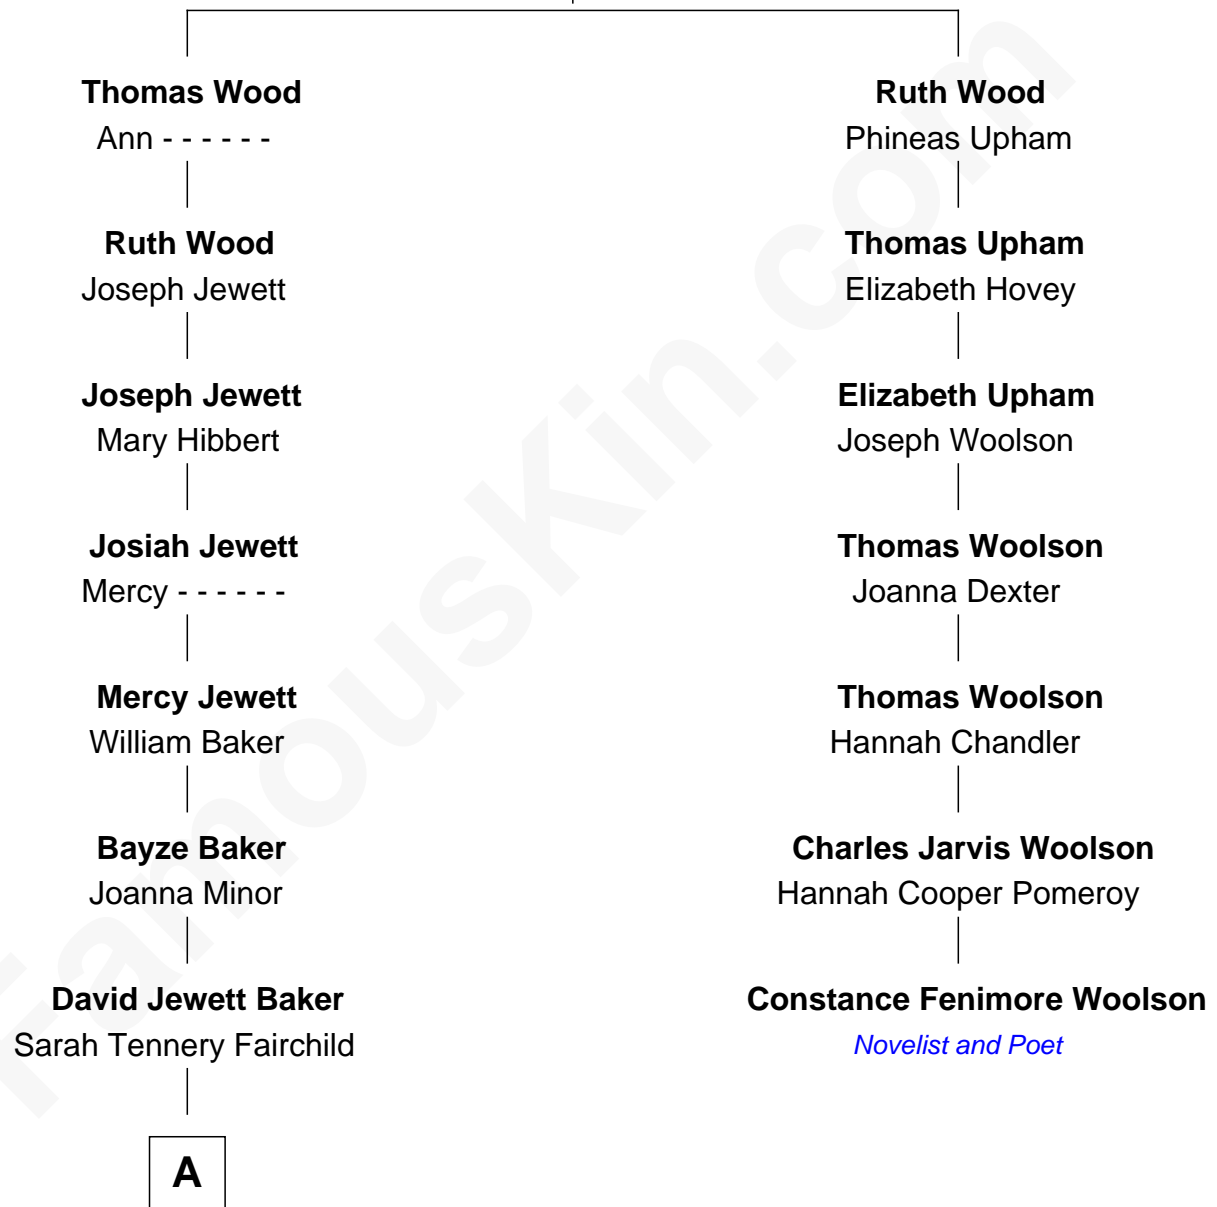 Thomas Wood
Ann - - - - - -
Ruth Wood
Joseph Jewett
Joseph Jewett
Mary Hibbert
Josiah Jewett
Mercy - - - - - -
Mercy Jewett
William Baker
Bayze Baker
Joanna Minor
David Jewett Baker
Sarah Tennery Fairchild
A
Ruth Wood
Phineas Upham
Thomas Upham
Elizabeth Hovey
Elizabeth Upham
Joseph Woolson
Thomas Woolson
Joanna Dexter
Thomas Woolson
Hannah Chandler
Charles Jarvis Woolson
Hannah Cooper Pomeroy
Constance Fenimore Woolson
Novelist and Poet
FamousKin.com